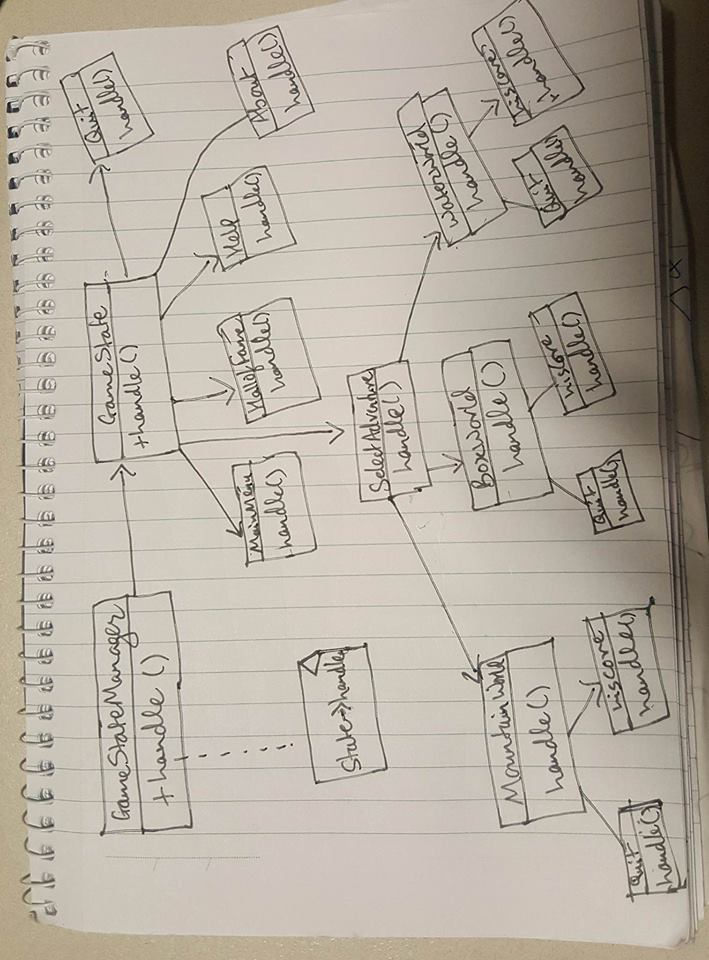 GameStateManager
+ handle ()
GameState
+ handle()
Quit
handle()
State->handle
MainMenu
handle()
HallofFame
handle()
Help
handle()
About
handle()
SelectAdventure
handle()
MountainWorld
handle()
BoxWorld
handle()
WaterWorld
handle()
Quit
handle()
hiscore
handle()
Quit
handle()
hiscore
handle()
Quit
handle()
hiscore
handle()